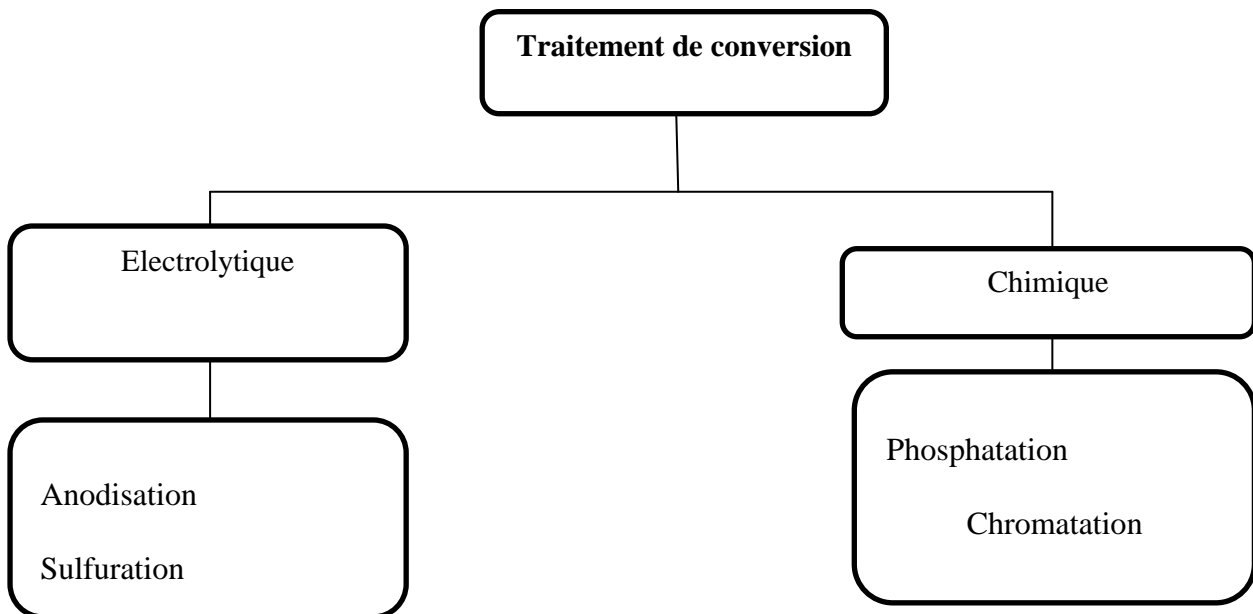 Traitement de conversion
Electrolytique
Chimique
Anodisation
Sulfuration
Phosphatation
Chromatation